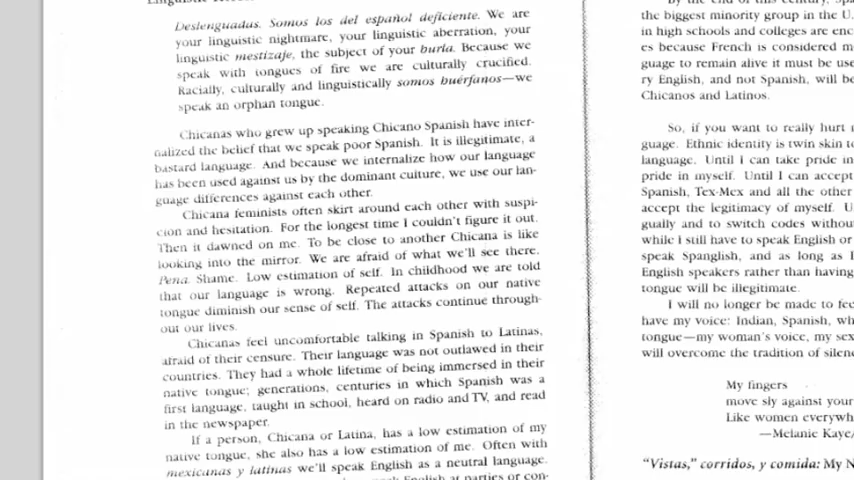 Linguistic
Deslenguadas. Somos los del español deficiente. We are
your linguistic nightmare, your linguistic aberration, your
linguistic mestizaje, the subject of your burla. Because we
speak with tongues of fire we are culturally crucified.
Racially, culturally and linguistically somos huérfanos—we
speak an orphan tongue.
Chicanas who grew up speaking Chicano Spanish have inter-
nalized the belief that we speak poor Spanish. It is illegitimate, a
bastard language. And because we internalize how our language
has been used against us by the dominant culture, we use our lan-
guage differences against each other.
Chicana feminists often skirt around each other with suspi-
cion and hesitation. For the longest time I couldn't figure it out.
Then it dawned on me. To be close to another Chicana is like
looking into the mirror. We are afraid of what we'll see there.
Pena. Shame. Low estimation of self. In childhood we are told
that our language is wrong. Repeated attacks on our native
tongue diminish our sense of self. The attacks continue through-
out our lives.
Chicanas feel uncomfortable talking in Spanish to Latinas,
afraid of their censure. Their language was not outlawed in their
countries. They had a whole lifetime of being immersed in their
native tongue; generations, centuries in which Spanish was a
first language, taught in school, heard on radio and TV, and read
in the newspaper.
If a person, Chicana or Latina, has a low estimation of my
native tongue, she also has a low estimation of me. Often with
mexicanas y latinas we'll speak English as a neutral language.
English at parties or con-
By the end of this century, Spa
the biggest minority group in the U.
in high schools and colleges are enc
es because French is considered m
guage to remain alive it must be use
ry English, and not Spanish, will be
Chicanos and Latinos.
So, if you want to really hurt
guage. Ethnic identity is twin skin to
language. Until I can take pride in
pride in myself. Until I can accept
Spanish, Tex-Mex and all the other
accept the legitimacy of myself. U
gually and to switch codes withou
while I still have to speak English or
speak Spanglish, and as long as I
English speakers rather than having
tongue will be illegitimate.
I will no longer be made to fee
have my voice: Indian, Spanish, wh
tongue—my woman's voice, my sex
will overcome the tradition of silen
My fingers
move sly against your
Like women everywh
—Melanie Kaye/
"Vistas," corridos, y comida: My N